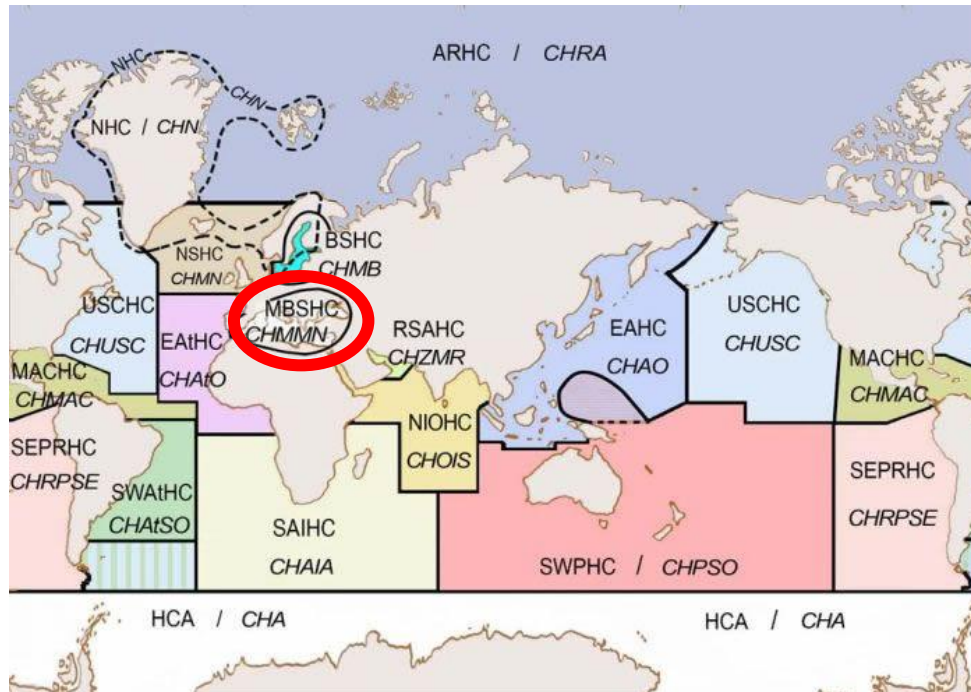 ARHC / CHRA
NHC
CHN
NHC / CHN
BSHC
CHMB
NSHC
CHMN
USCHC
CHUSC
MBSHC
CHMMN
EAtHC
CHAtO
RSAHC
CHZMR
EAHC
CHAO
USCHC
CHUSC
MACHC
CHMAC
MACHC
CHMAC
NIOHC
CHOIS
SEPRHC
CHRPSE
SWAtHC
CHAtSO
SAIHC
CHAIA
SWPHC / CHPSO
SEPRHC
CHRPSE
HCA / CHA
HCA / CHA